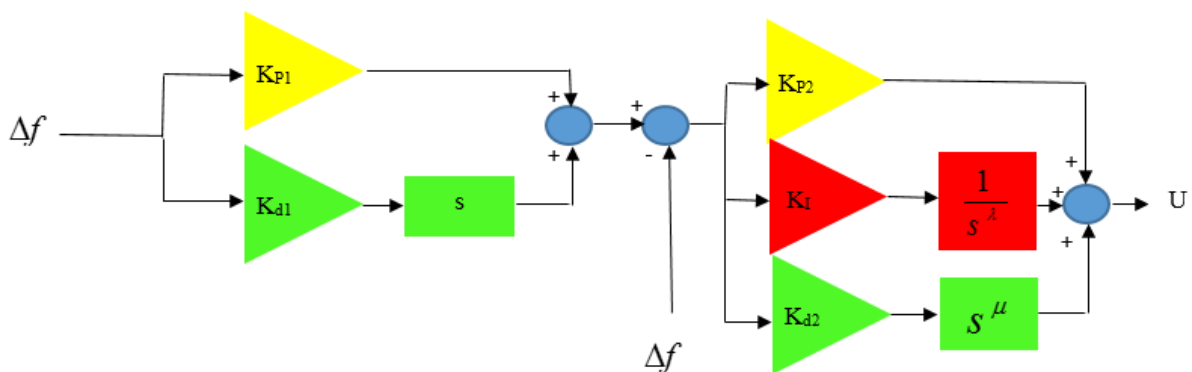 Δf
K_P1
K_d1
s
+
+
+
-
Δf
K_P2
K_I
1
s^λ
K_d2
s^μ
+
+
+
U